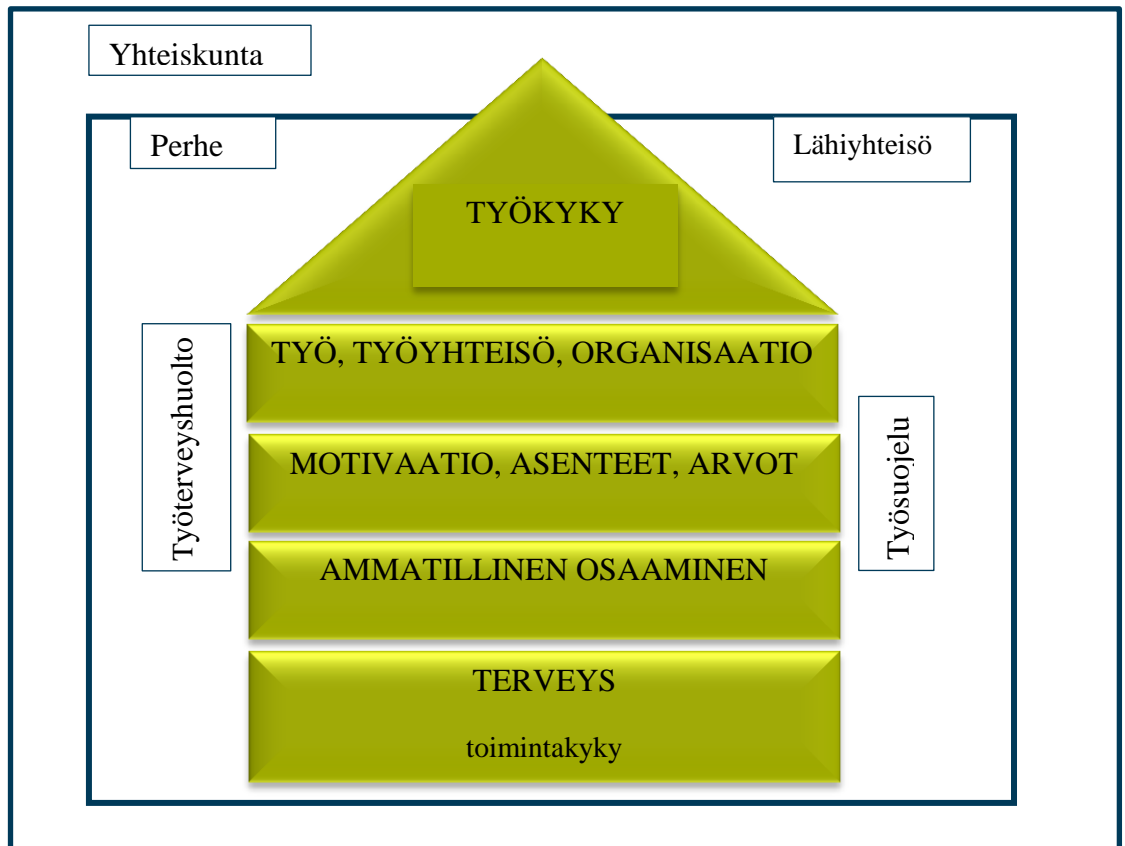 Yhteiskunta
Perhe
Lähiyhteisö
TYÖKYKY
Työterveyshuolto
TYÖ, TYÖYHTEISÖ, ORGANISAATIO
MOTIVAATIO, ASENTEET, ARVOT
Työsuojelu
AMMATILLINEN OSAAMINEN
TERVEYS
toimintakyky